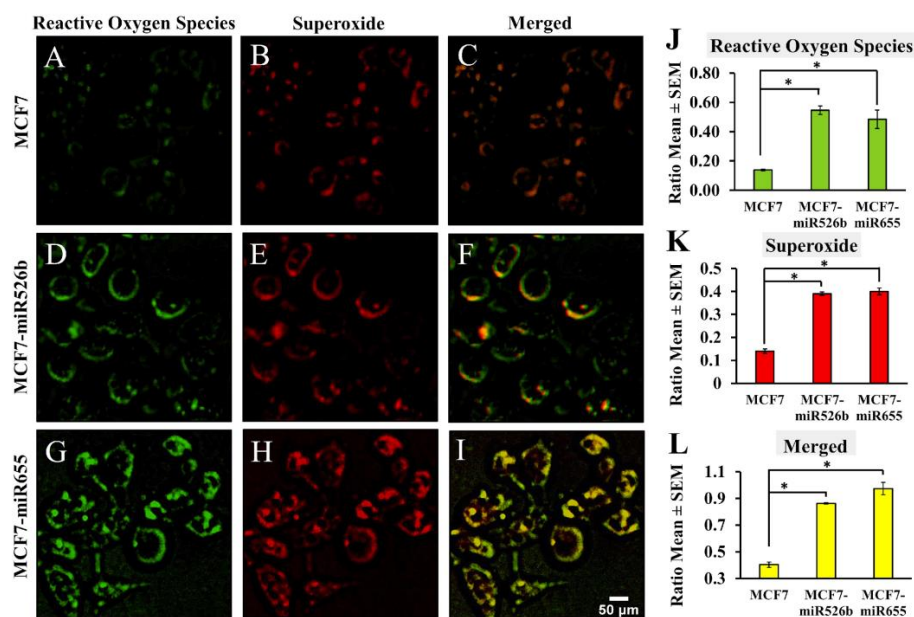 Reactive Oxygen Species Superoxide Merged
MCF7
A B C
MCF7-miR526b
D E F
MCF7-miR655
G H I
50 µm
J Reactive Oxygen Species
Ratio Mean ± SEM
0.80
0.60
0.40
0.20
0.00
* *
MCF7 MCF7- MCF7-
miR526b miR655
K Superoxide
Ratio Mean ± SEM
0.5
0.4
0.3
0.2
0.1
0
* *
MCF7 MCF7- MCF7-
miR526b miR655
L Merged
Ratio Mean ± SEM
1.1
0.9
0.7
0.5
0.3
* *
MCF7 MCF7- MCF7-
miR526b miR655